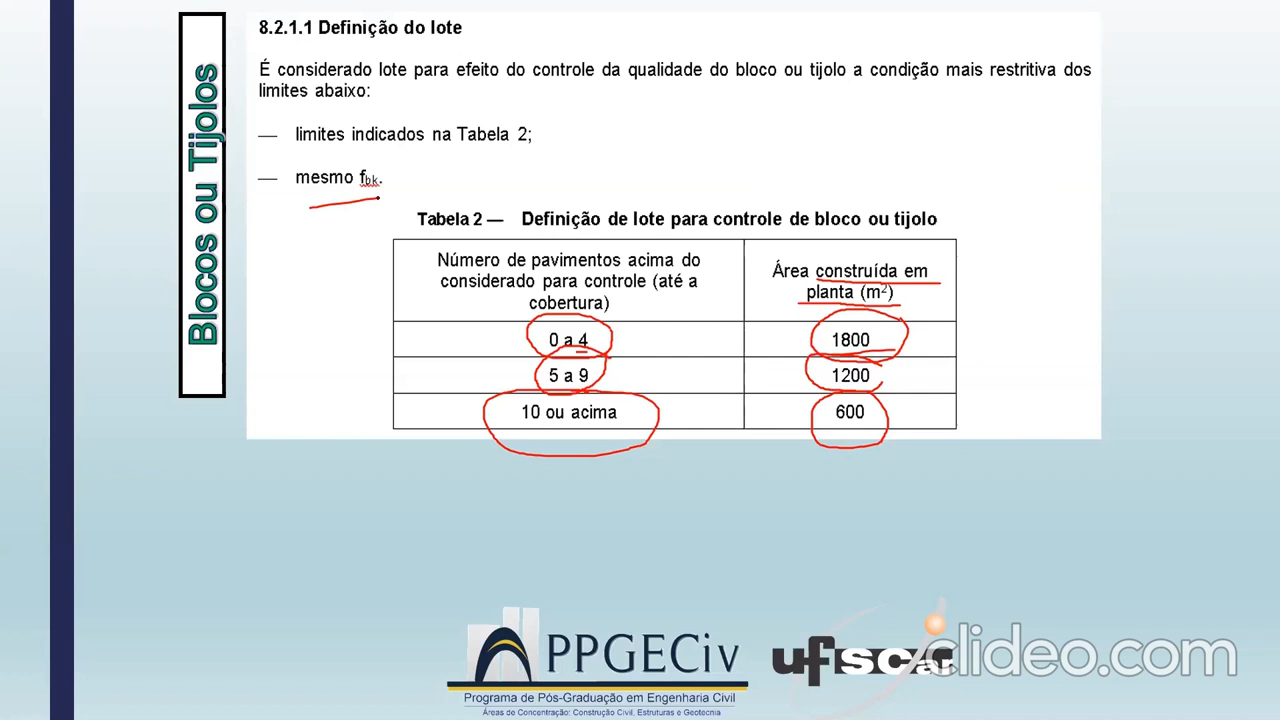 Blocos ou Tijolos
8.2.1.1 Definição do lote
É considerado lote para efeito do controle da qualidade do bloco ou tijolo a condição mais restritiva dos
limites abaixo:
— limites indicados na Tabela 2;
— mesmo fbk.
Tabela 2 — Definição de lote para controle de bloco ou tijolo
Número de pavimentos acima do
considerado para controle (até a
cobertura)
Área construída em
planta (m²)
0 a 4
1800
5 a 9
1200
10 ou acima
600
PPGECiv
Programa de Pós-Graduação em Engenharia Civil
Áreas de Concentração: Construção Civil, Estruturas e Geotecnia
ufscar
clideo.com